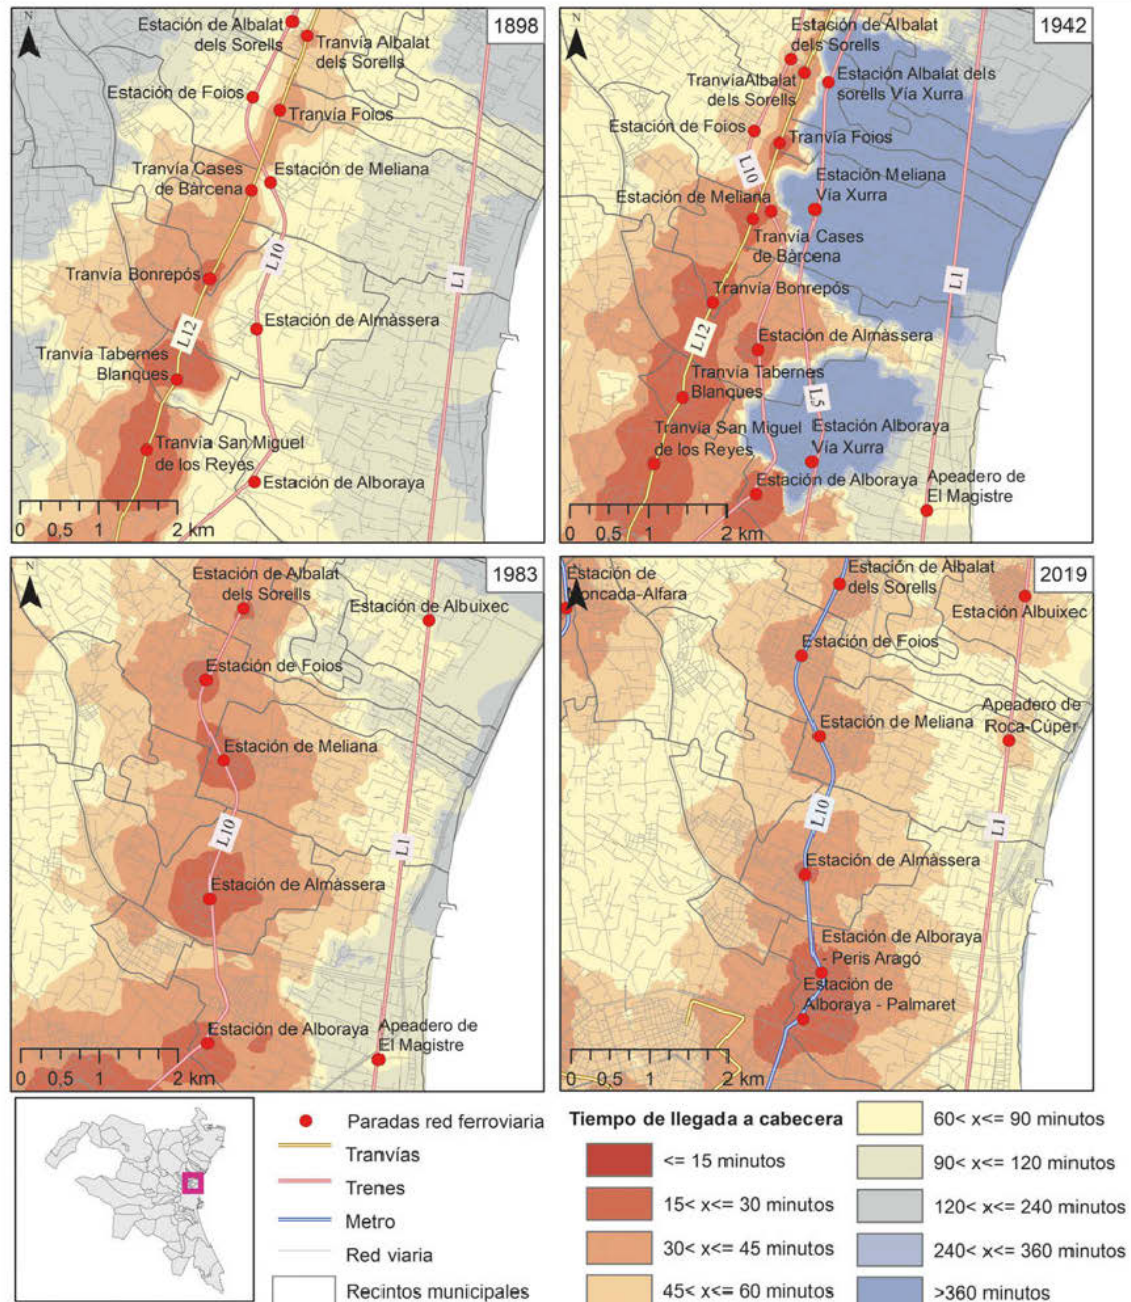 N
1898
Estación de Albalat
dels Sorells
Tranvía Albalat
dels Sorells
Estación de Foios
Tranvía Foios
Tranvía Cases
de Bàrcena
Estación de Meliana
L10
L1
Tranvía Bonrepós
L12
Estación de Almàssera
Tranvía Tabernes
Blanques
Tranvía San Miguel
de los Reyes
Estación de Alboraya
0 0,5 1 2 km
N
1942
Estación de Albalat
dels Sorells
TranvíaAlbalat
dels Sorells
Estación Albalat dels
sorells Vía Xurra
Estación de Foios
Tranvía Foios
L10
Estación Meliana
Vía Xurra
Estación de Meliana
Tranvía Cases
de Bàrcena
L1
Tranvía Bonrepós
L12
Estación de Almàssera
Tranvía Tabernes
Blanques
L5
Tranvía San Miguel
de los Reyes
Estación Alboraya
Vía Xurra
Estación de Alboraya
Apeadero de
El Magistre
0 0,5 1 2 km
N
1983
Estación de Albalat
dels Sorells
Estación de Albuixec
Estación de Foios
Estación de Meliana
L10
L1
Estación de Almàssera
Estación de Alboraya
Apeadero de
El Magistre
0 0,5 1 2 km
N
2019
Estación de
Moncada-Alfara
Estación de Albalat
dels Sorells
Estación Albuixec
Estación de Foios
Apeadero de
Roca-Cúper
Estación de Meliana
L10
L1
Estación de Almàssera
Estación de Alboraya
- Peris Aragó
Estación de
Alboraya - Palmaret
0 0,5 1 2 km
Paradas red ferroviaria
Tranvías
Trenes
Metro
Red viaria
Recintos municipales
Tiempo de llegada a cabecera
<= 15 minutos
15< x<= 30 minutos
30< x<= 45 minutos
45< x<= 60 minutos
60< x<= 90 minutos
90< x<= 120 minutos
120< x<= 240 minutos
240< x<= 360 minutos
>360 minutos